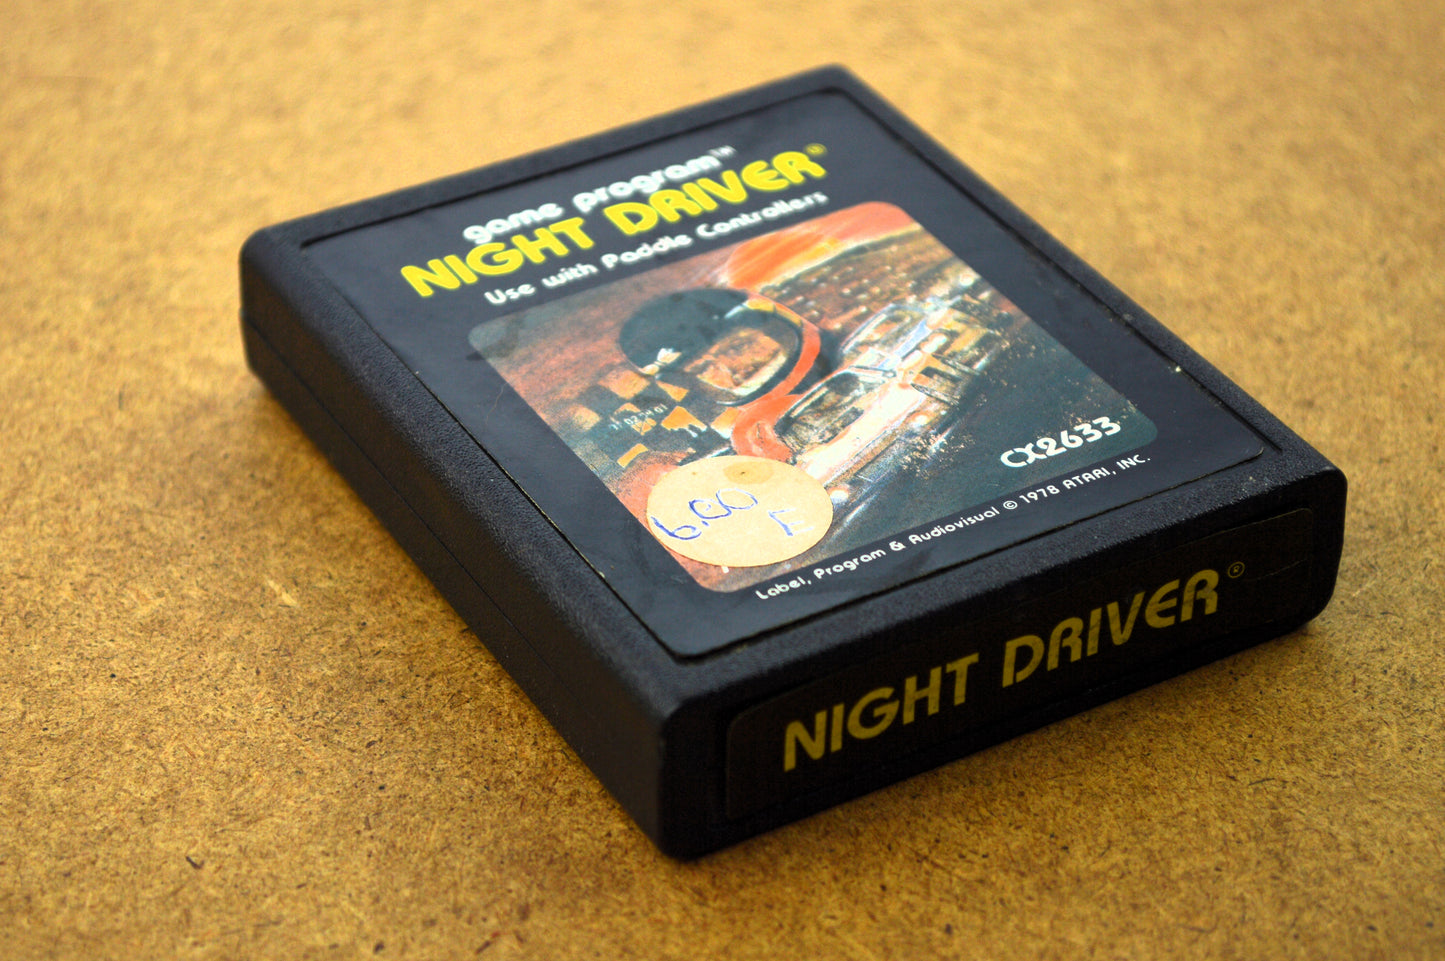 game program™
NIGHT DRIVER®
Use with Paddle Controllers
CX2633
6.00
F
Label, Program & Audiovisual © 1978 ATARI, INC.
NIGHT DRIVER®